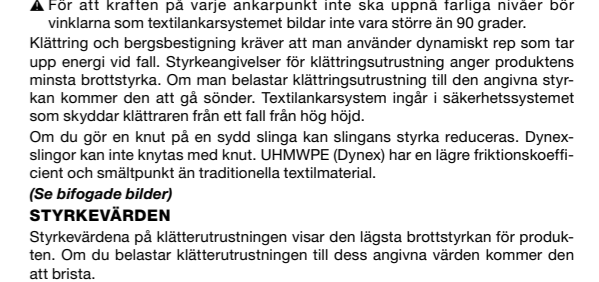 ⚠ För att kraften på varje ankarpunkt inte ska uppnå farliga nivåer bör
vinklarna som textilankarsystemet bildar inte vara större än 90 grader.
Klättring och bergsbestigning kräver att man använder dynamiskt rep som tar
upp energi vid fall. Styrkeangivelser för klättringsutrustning anger produktens
minsta brottstyrka. Om man belastar klättringsutrustning till den angivna styr-
kan kommer den att gå sönder. Textilankarsystem ingår i säkerhetssystemet
som skyddar klättraren från ett fall från hög höjd.
Om du gör en knut på en sydd slinga kan slingans styrka reduceras. Dynex-
slingor kan inte knytas med knut. UHMWPE (Dynex) har en lägre friktionskoeffi-
cient och smältpunkt än traditionella textilmaterial.
(Se bifogade bilder)
STYRKEVÄRDEN
Styrkevärdena på klätterutrustningen visar den lägsta brottstyrkan för produk-
ten. Om du belastar klätterutrustningen till dess angivna värden kommer den
att brista.